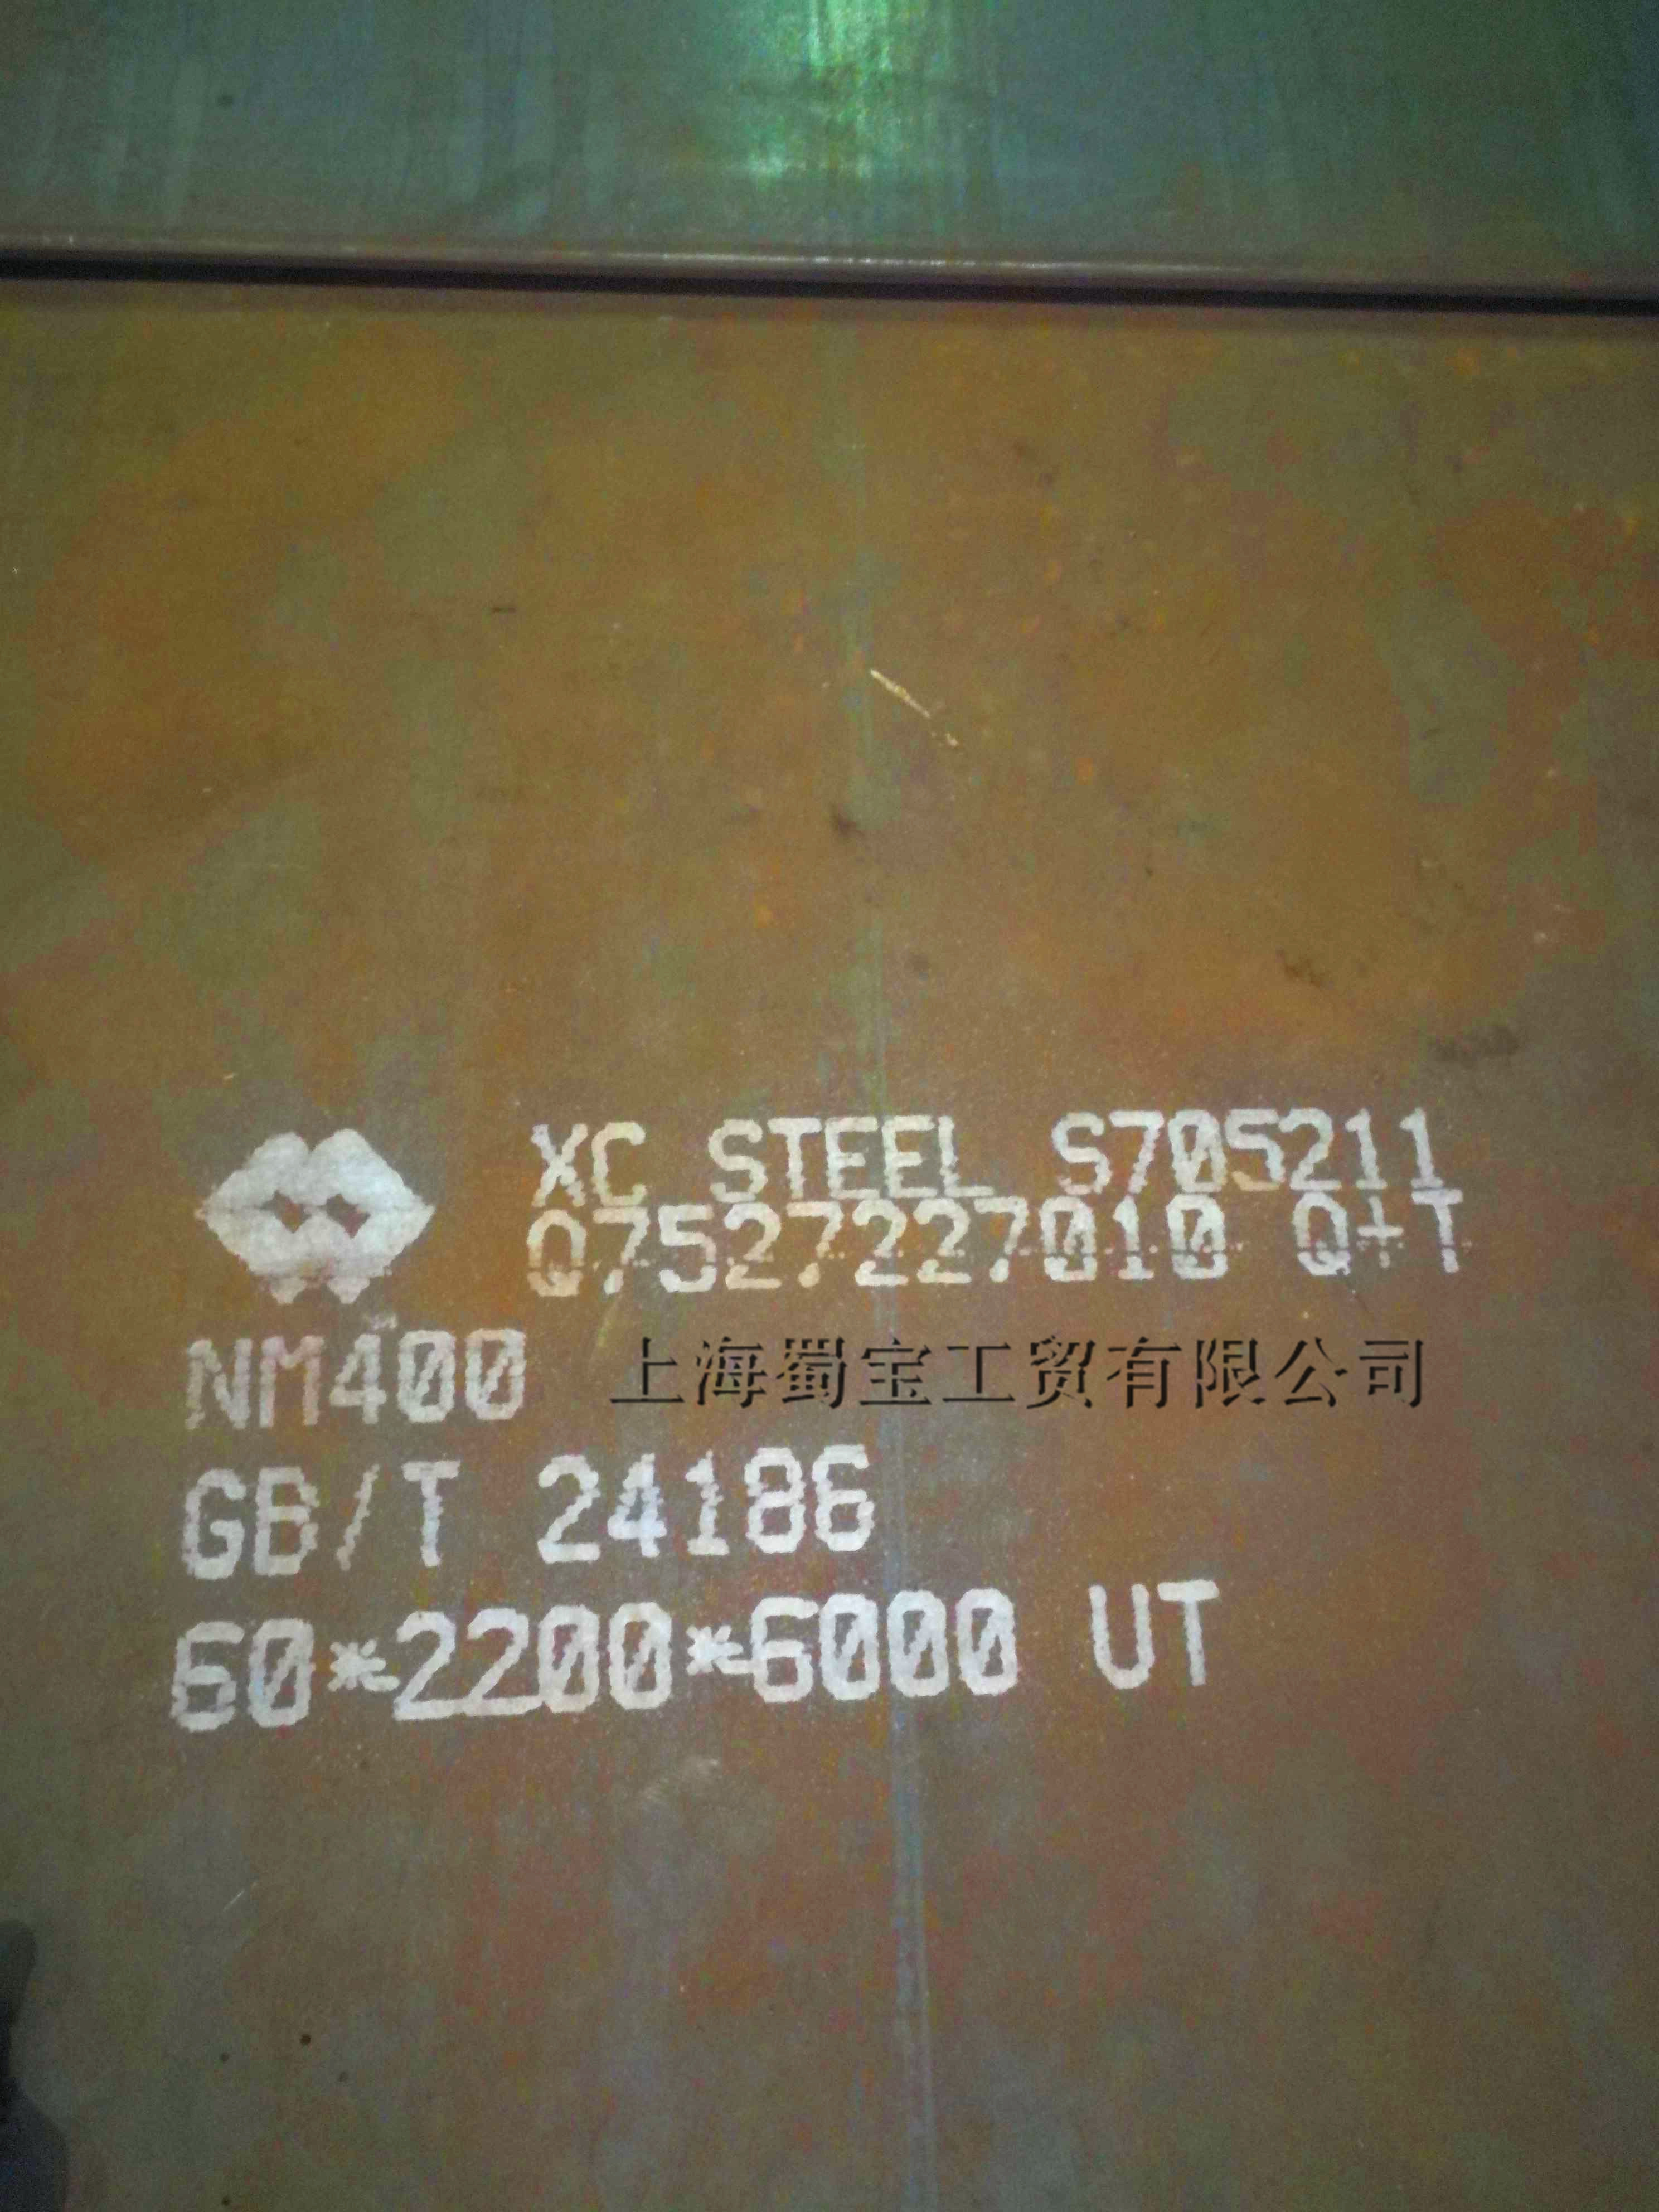 XC STEEL S705211
Q7527227010 Q+T
NM400
上海蜀宝工贸有限公司
GB/T 24186
60*2200*6000 UT